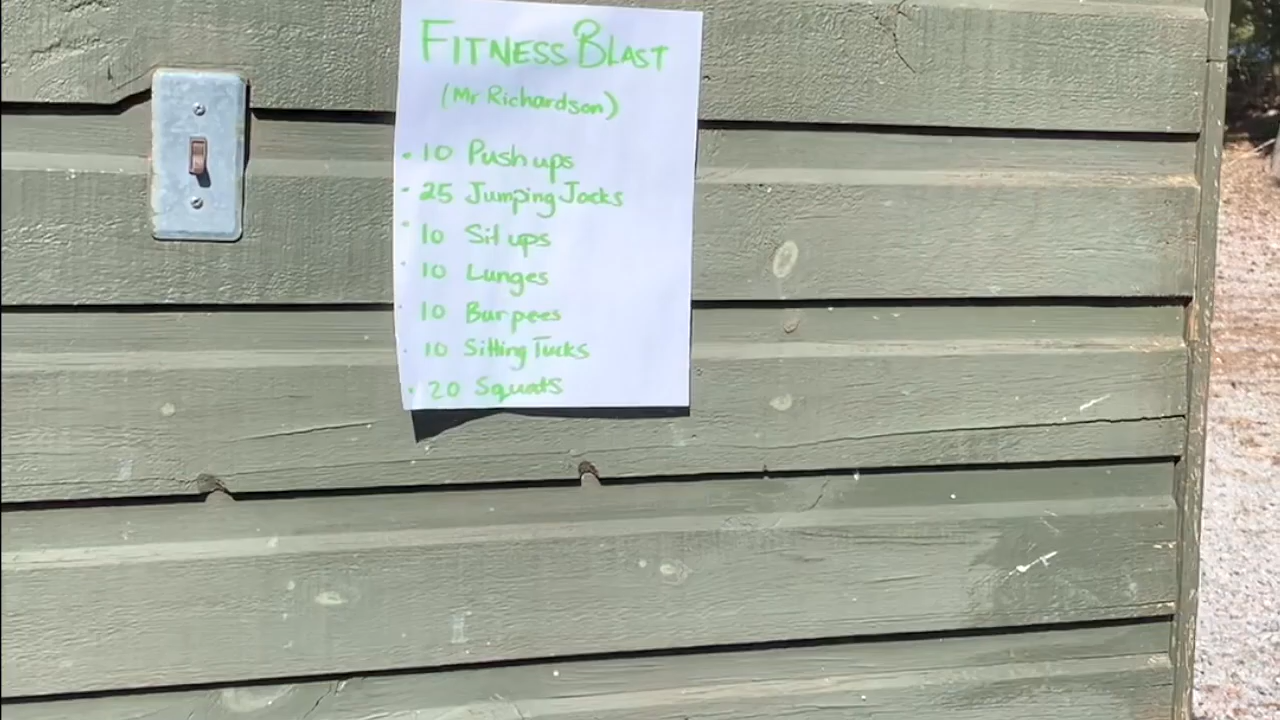 FITNESS BLAST
(Mr Richardson)
• 10 Push ups
• 25 Jumping Jacks
• 10 Sit ups
• 10 Lunges
• 10 Burpees
• 10 Sitting Tucks
• 20 Squats